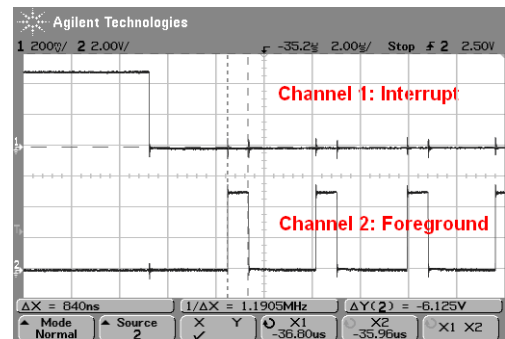 Agilent Technologies
1 200mV/ 2 2.00V/ -35.2us 2.00us/ Stop 2 2.50V
Channel 1: Interrupt
1
Channel 2: Foreground
T
2
ΔX = 840ns 1/ΔX = 1.1905MHz ΔY(2) = -6.125V
Mode Source X Y X1 X2 X1 X2
Normal 2 ✓ -36.80us -35.96us